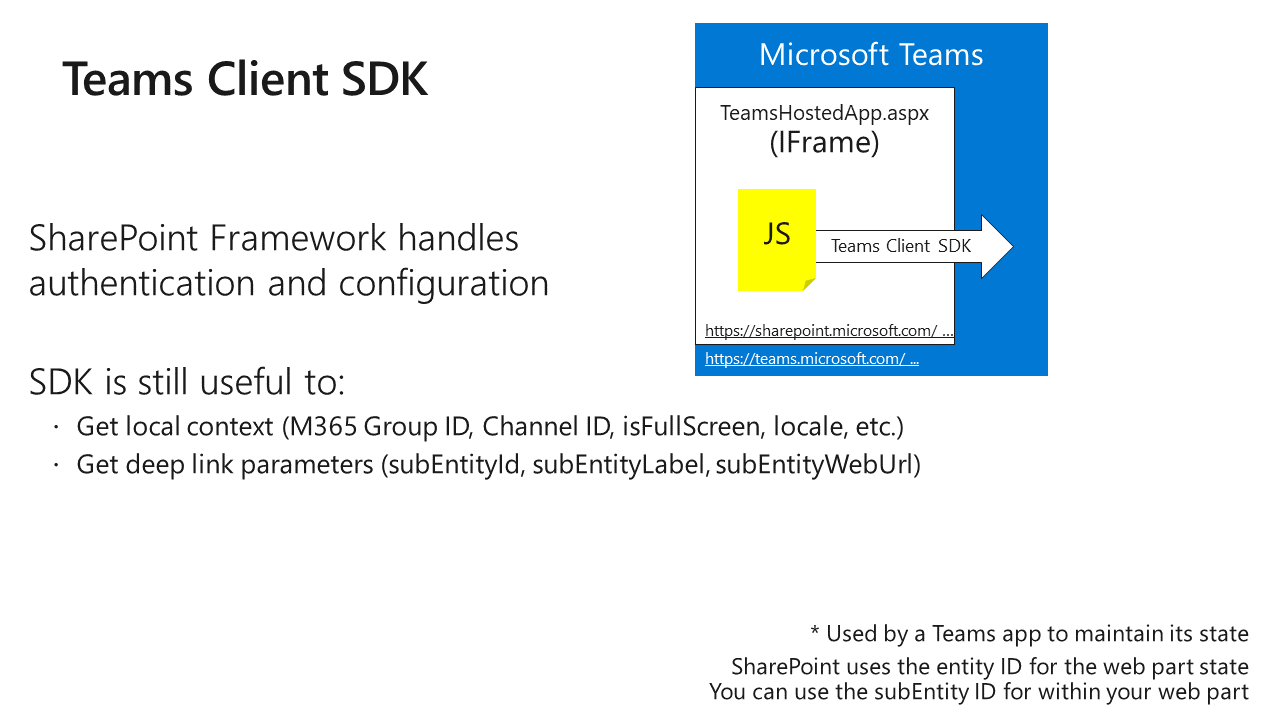 Teams Client SDK
Microsoft Teams
TeamsHostedApp.aspx
(IFrame)
JS
Teams Client SDK
https://sharepoint.microsoft.com/ ...
https://teams.microsoft.com/ ...
SharePoint Framework handles
authentication and configuration
SDK is still useful to:
· Get local context (M365 Group ID, Channel ID, isFullScreen, locale, etc.)
· Get deep link parameters (subEntityId, subEntityLabel, subEntityWebUrl)
* Used by a Teams app to maintain its state
SharePoint uses the entity ID for the web part state
You can use the subEntity ID for within your web part